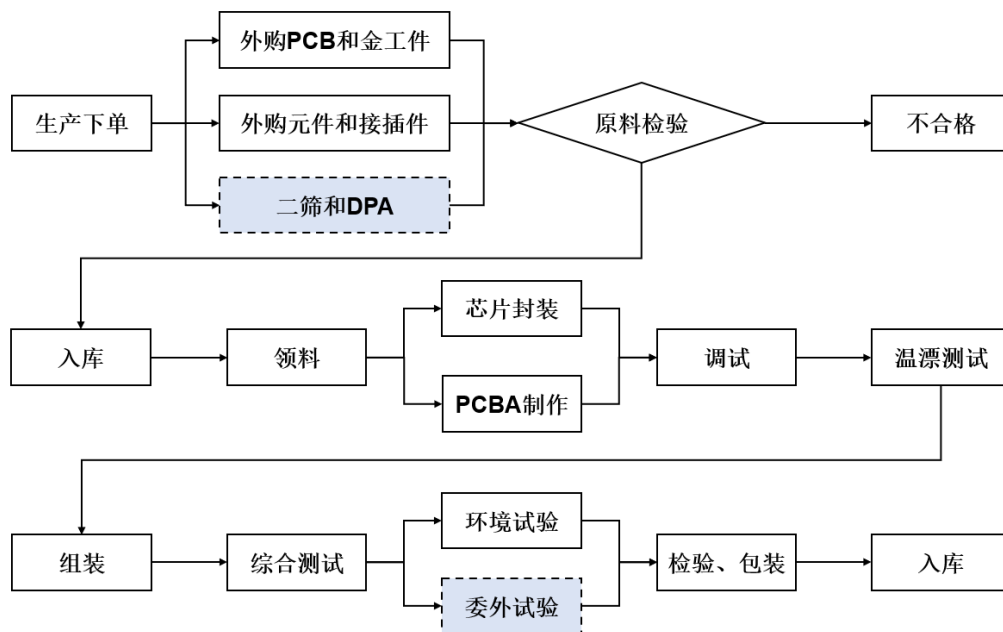 外购PCB和金工件
生产下单
外购元件和接插件
原料检验
不合格
二筛和DPA
芯片封装
入库
领料
调试
温漂测试
PCBA制作
环境试验
组装
综合测试
检验、包装
入库
委外试验